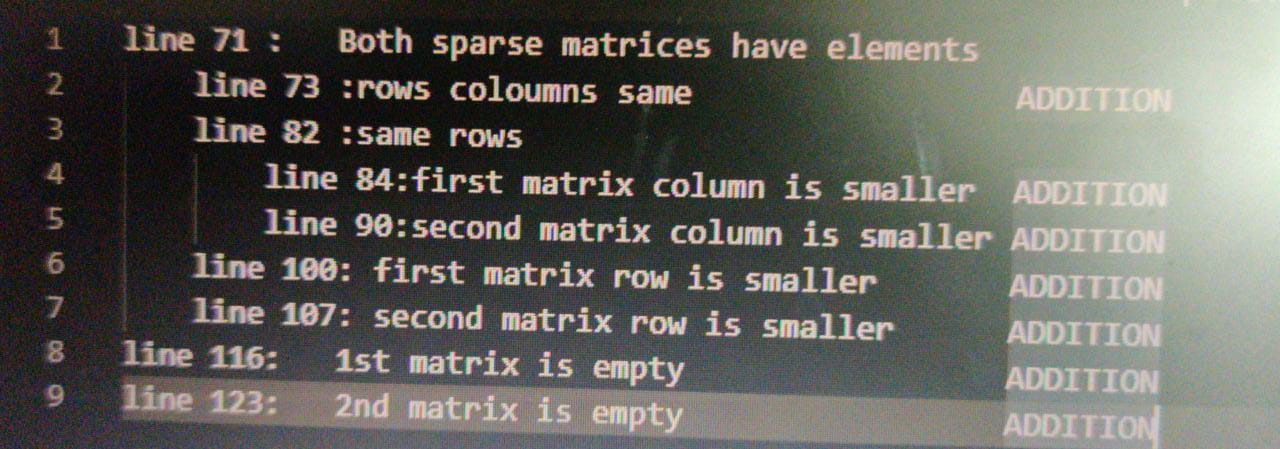 1 line 71 : Both sparse matrices have elements
2 line 73 :rows coloumns same ADDITION
3 line 82 :same rows
4 line 84:first matrix column is smaller ADDITION
5 line 90:second matrix column is smaller ADDITION
6 line 100: first matrix row is smaller ADDITION
7 line 107: second matrix row is smaller ADDITION
8 line 116: 1st matrix is empty ADDITION
9 line 123: 2nd matrix is empty ADDITION